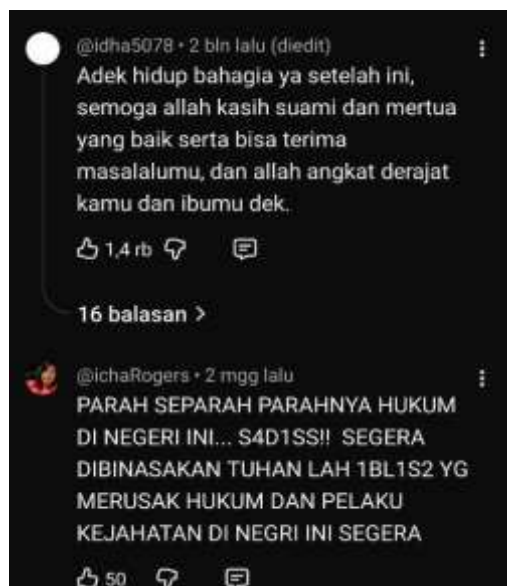 @idha5078 • 2 bln lalu (diedit)
Adek hidup bahagia ya setelah ini,
semoga allah kasih suami dan mertua
yang baik serta bisa terima
masalalumu, dan allah angkat derajat
kamu dan ibumu dek.
1,4 rb
16 balasan >
@ichaRogers • 2 mgg lalu
PARAH SEPARAH PARAHNYA HUKUM
DI NEGERI INI... S4D1SS!! SEGERA
DIBINASAKAN TUHAN LAH 1BL1S2 YG
MERUSAK HUKUM DAN PELAKU
KEJAHATAN DI NEGRI INI SEGERA
50